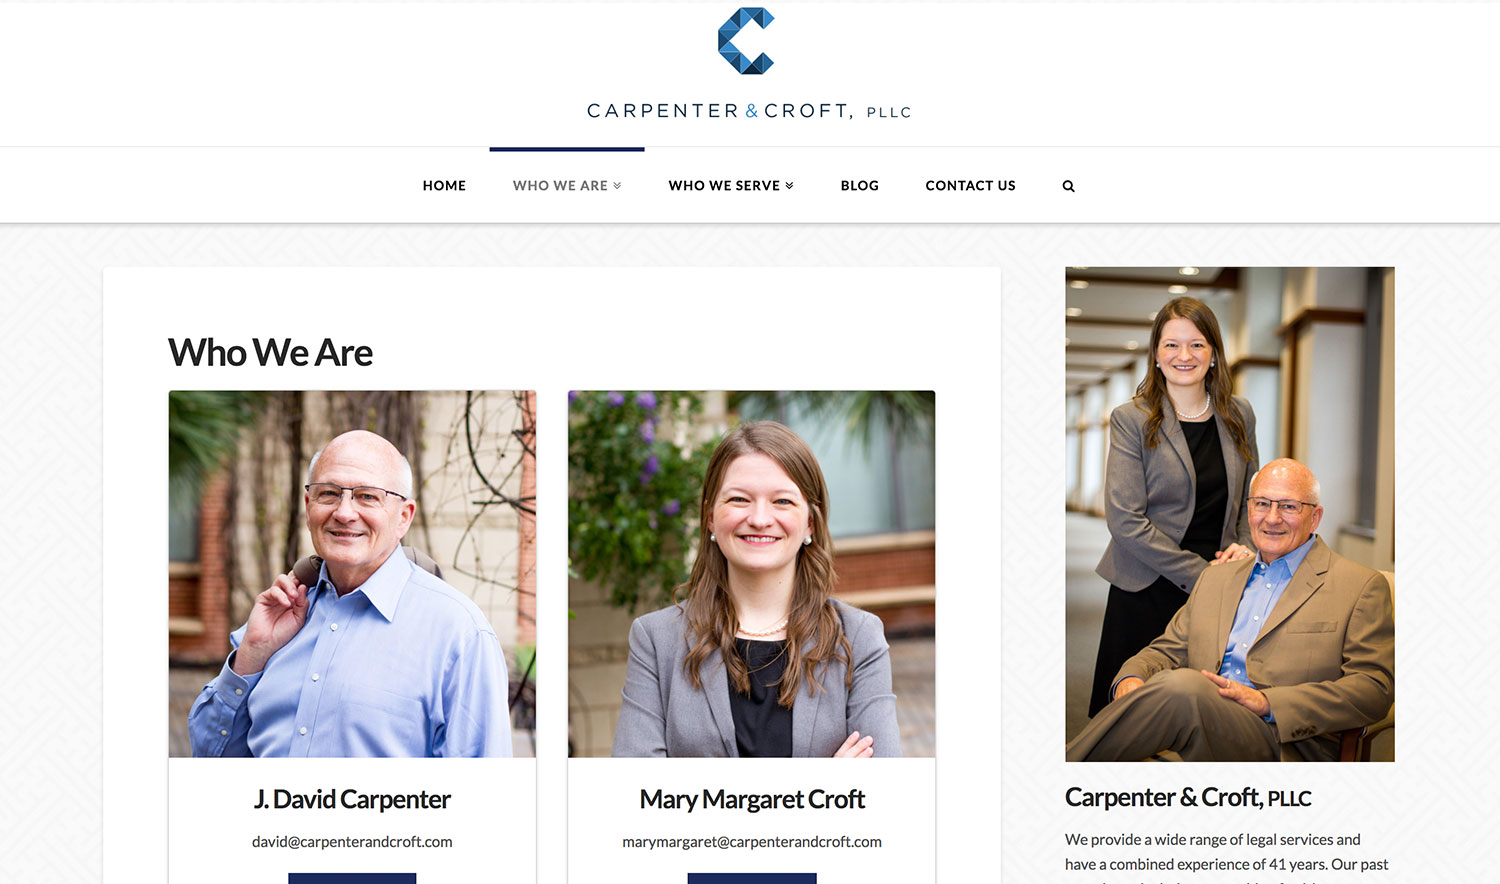 CARPENTER & CROFT, PLLC
HOME WHO WE ARE WHO WE SERVE BLOG CONTACT US
Who We Are
J. David Carpenter
david@carpenterandcroft.com
Mary Margaret Croft
marymargaret@carpenterandcroft.com
Carpenter & Croft, PLLC
We provide a wide range of legal services and
have a combined experience of 41 years. Our past